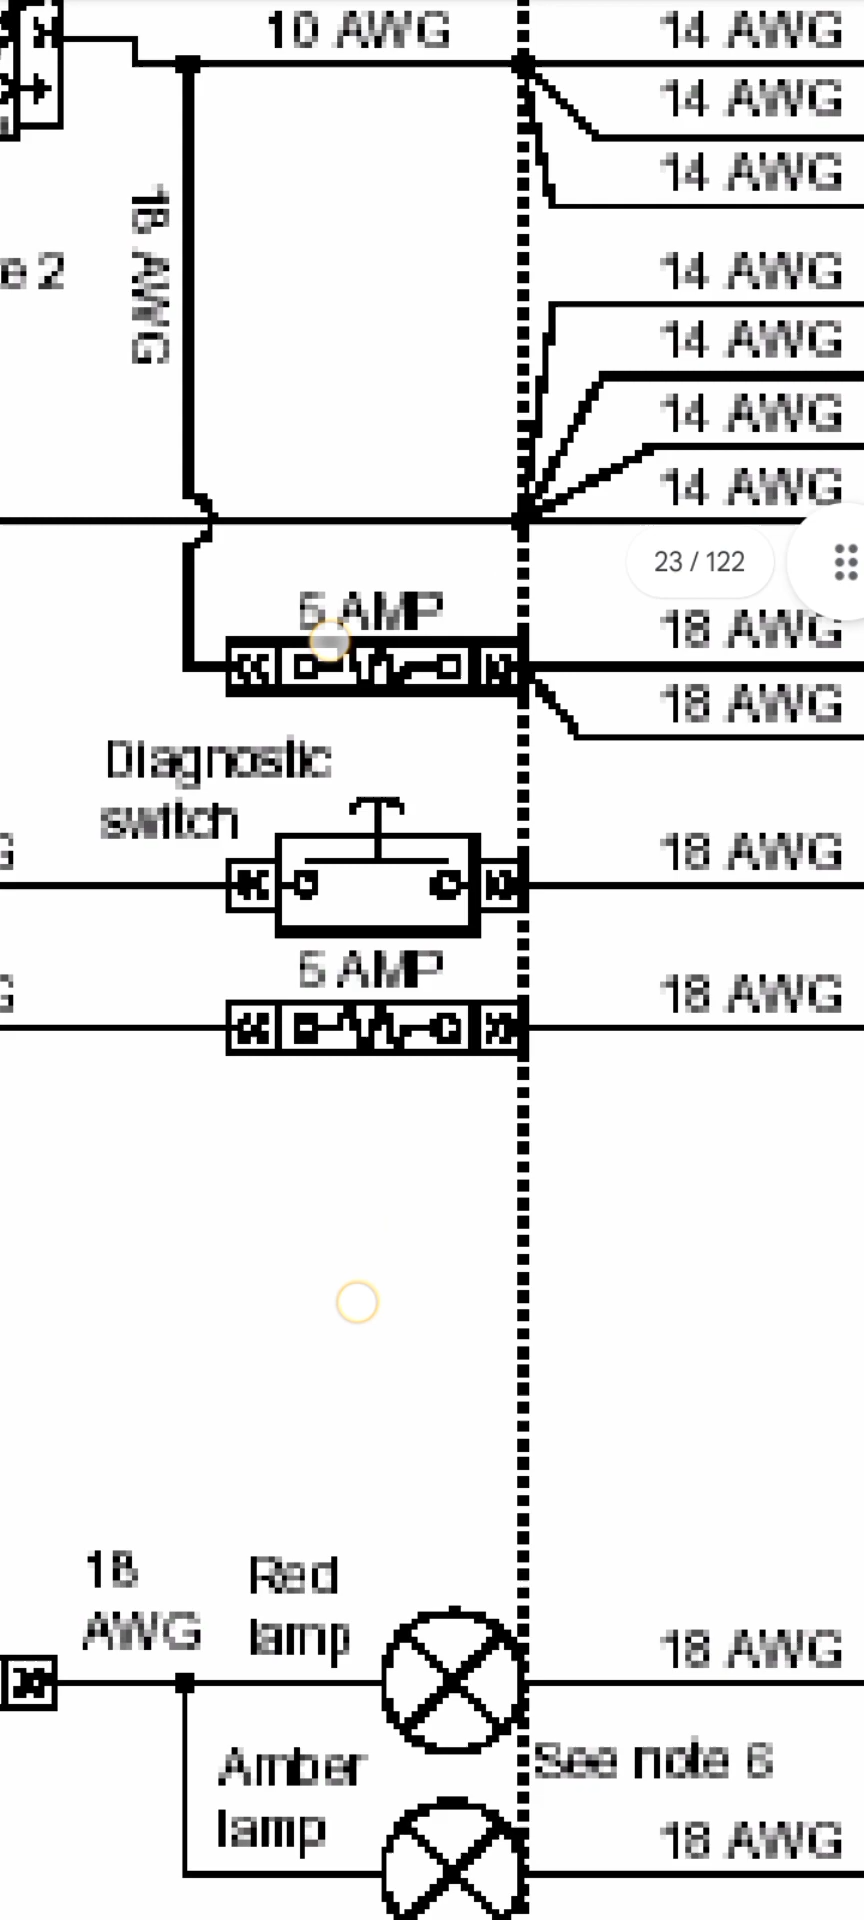 10 AWG
14 AWG
14 AWG
14 AWG
18 AWG
e 2
14 AWG
14 AWG
14 AWG
14 AWG
23 / 122
5 AMP
18 AWG
18 AWG
Diagnostic
switch
G
18 AWG
5 AMP
G
18 AWG
18
AWG
Red
lamp
18 AWG
See note 6
Amber
lamp
18 AWG